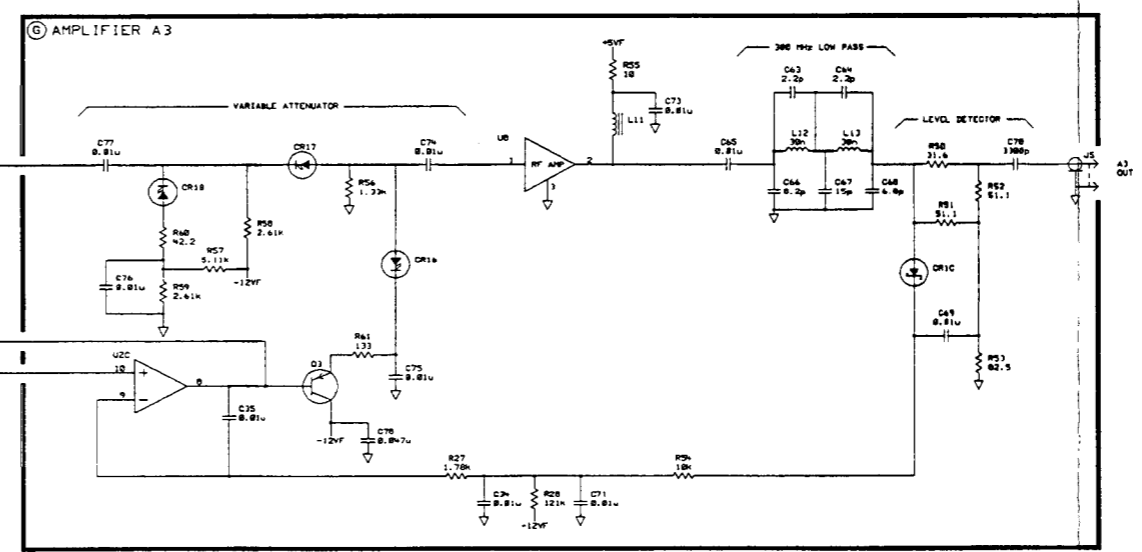 G AMPLIFIER A3
VARIABLE ATTENUATOR
300 MHz LOW PASS
LEVEL DETECTOR
+5VF
R55
10
C73
0.01u
L11
C63
2.2p
C64
2.2p
C77
0.01u
CR17
C74
0.01u
U8
1
RF AMP
2
3
C65
0.01u
L12
30n
L13
30n
R50
31.6
C70
3300p
J5
A3
OUT
CR18
R56
R58
2.61k
C66
8.2p
C67
15p
C68
6.8p
R51
51.1
R52
51.1
R60
42.2
R57
5.11k
-12VF
C76
0.01u
R59
2.61k
CR16
C69
0.01u
R53
82.5
R61
133
U2C
10
+
9
-
8
Q3
C75
0.01u
C35
0.01u
-12VF
C78
0.047u
R27
1.78k
R54
10k
C34
0.01u
R28
121k
C71
0.01u
-12VF